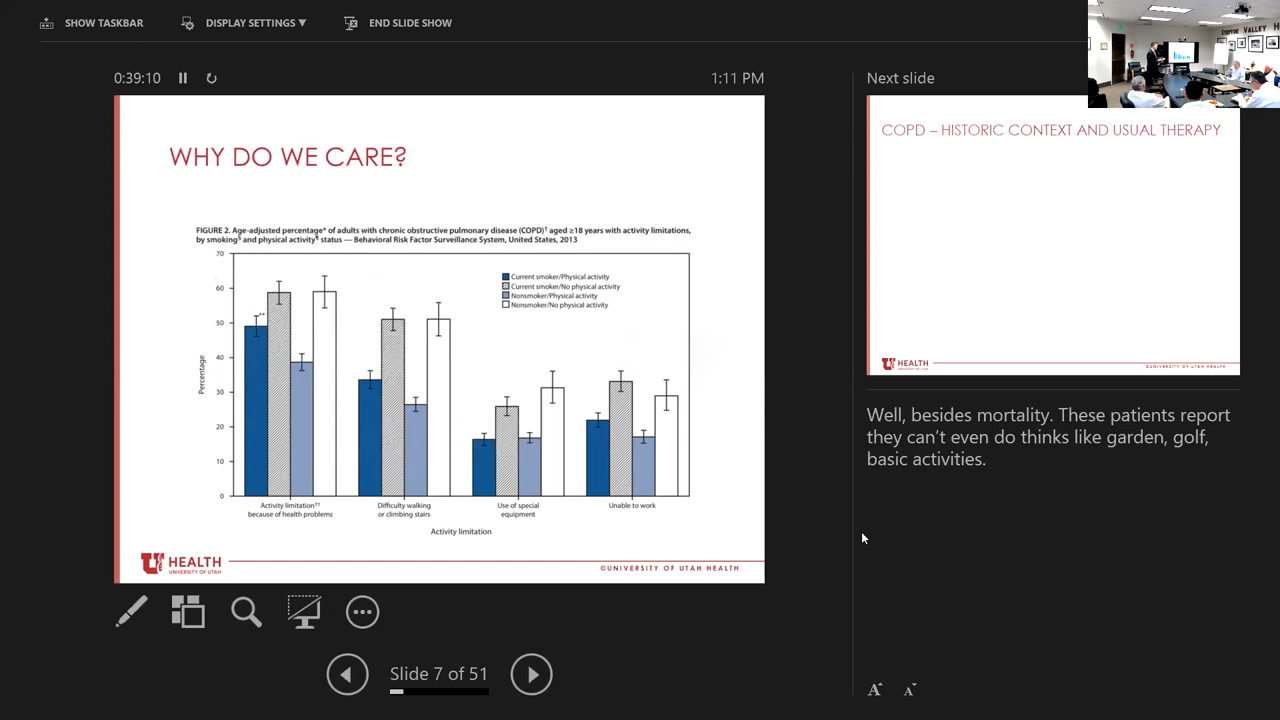 SHOW TASKBAR
DISPLAY SETTINGS ▼
END SLIDE SHOW
0:39:10
1:11 PM
WHY DO WE CARE?
FIGURE 2. Age-adjusted percentage* of adults with chronic obstructive pulmonary disease (COPD)† aged ≥18 years with activity limitations,
by smoking§ and physical activity¶ status — Behavioral Risk Factor Surveillance System, United States, 2013
70
60
50
40
30
20
10
0
Percentage
**
Current smoker/Physical activity
Current smoker/No physical activity
Nonsmoker/Physical activity
Nonsmoker/No physical activity
Activity limitation††
because of health problems
Difficulty walking
or climbing stairs
Use of special
equipment
Unable to work
Activity limitation
U HEALTH
UNIVERSITY OF UTAH
©UNIVERSITY OF UTAH HEALTH
Slide 7 of 51
Next slide
COPD – HISTORIC CONTEXT AND USUAL THERAPY
U HEALTH
UNIVERSITY OF UTAH
©UNIVERSITY OF UTAH HEALTH
Well, besides mortality. These patients report
they can't even do thinks like garden, golf,
basic activities.
A A
VALLEY H